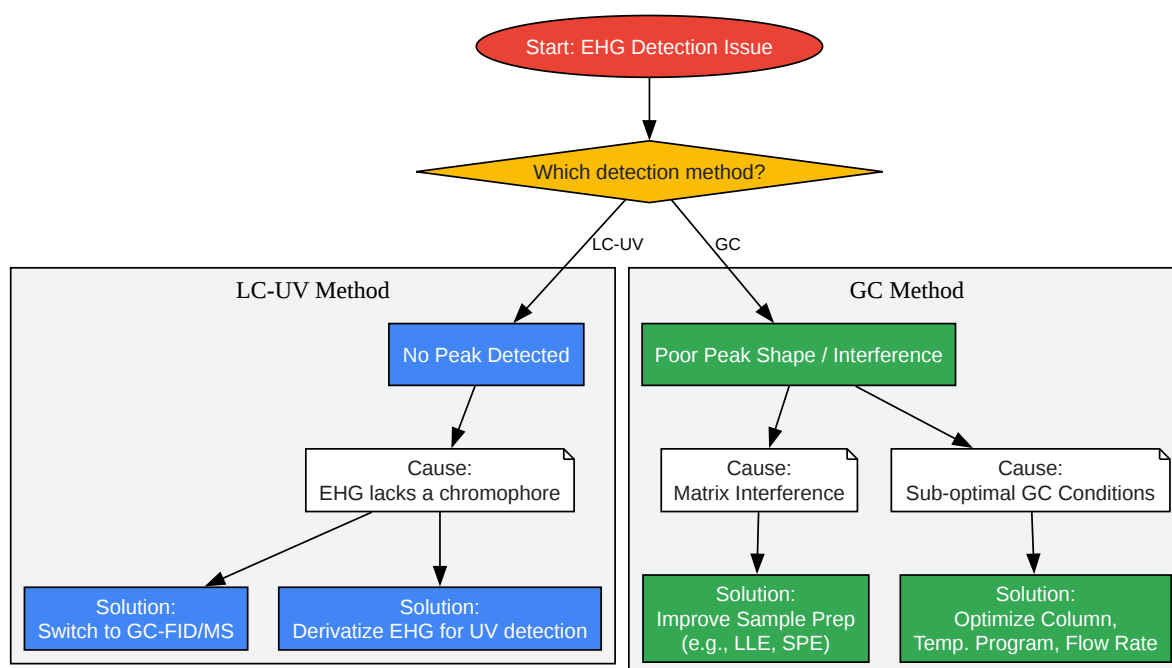 Start: EHG Detection Issue
Which detection method?
LC-UV
GC
LC-UV Method
No Peak Detected
Cause:
EHG lacks a chromophore
Solution:
Switch to GC-FID/MS
Solution:
Derivatize EHG for UV detection
GC Method
Poor Peak Shape / Interference
Cause:
Matrix Interference
Cause:
Sub-optimal GC Conditions
Solution:
Improve Sample Prep
(e.g., LLE, SPE)
Solution:
Optimize Column,
Temp. Program, Flow Rate